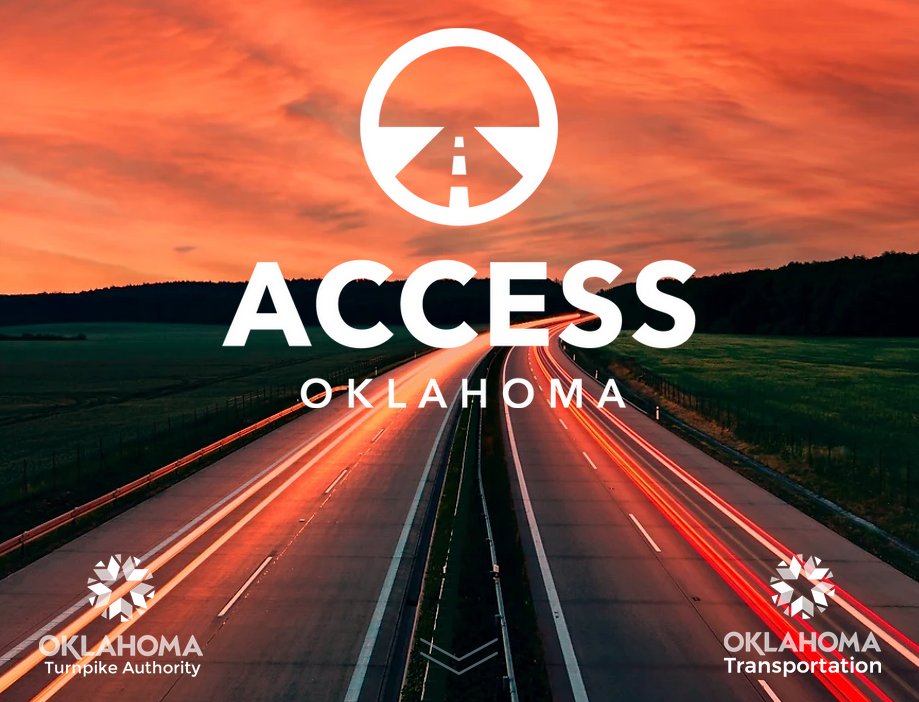 ACCESS
OKLAHOMA
OKLAHOMA
Turnpike Authority
OKLAHOMA
Transportation